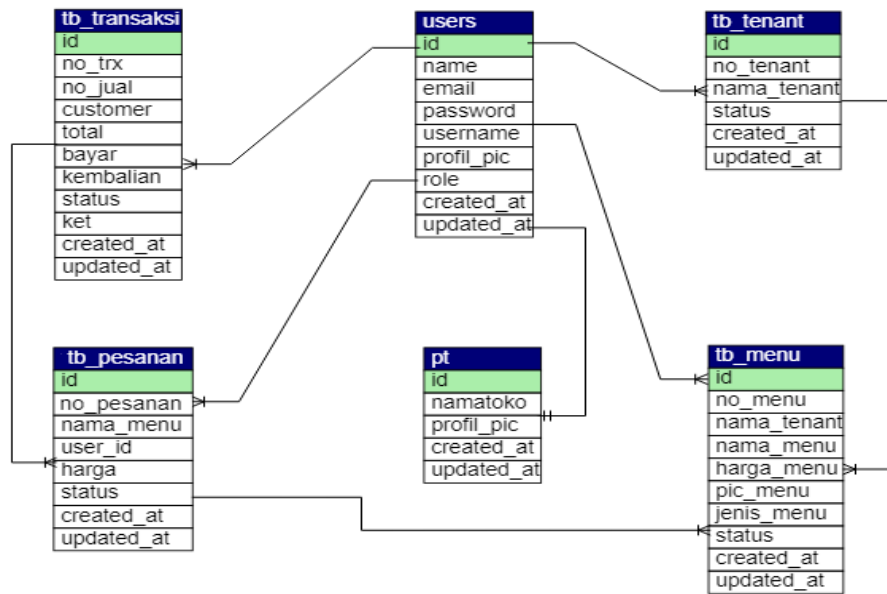 tb_transaksi
id
no_trx
no_jual
customer
total
bayar
kembalian
status
ket
created_at
updated_at
users
id
name
email
password
username
profil_pic
role
created_at
updated_at
tb_tenant
id
no_tenant
nama_tenant
status
created_at
updated_at
tb_pesanan
id
no_pesanan
nama_menu
user_id
harga
status
created_at
updated_at
pt
id
namatoko
profil_pic
created_at
updated_at
tb_menu
id
no_menu
nama_tenant
nama_menu
harga_menu
pic_menu
jenis_menu
status
created_at
updated_at